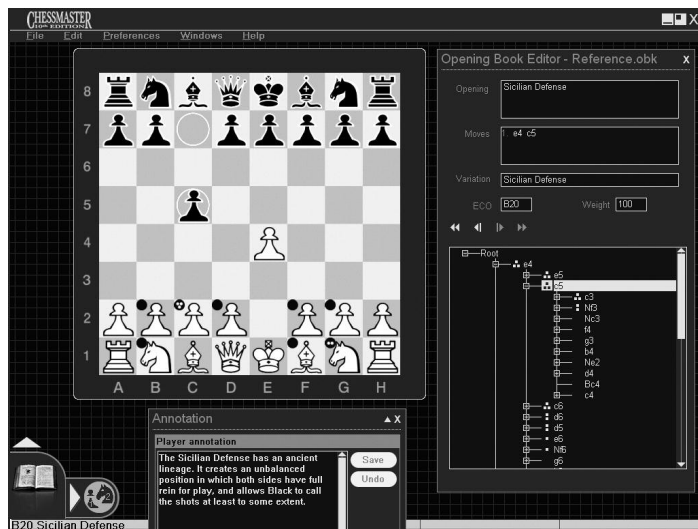 CHESSMASTER
10th EDITION
File Edit Preferences Windows Help
Opening Book Editor - Reference.obk X
Opening Sicilian Defense
Moves 1. e4 c5
Variation Sicilian Defense
ECO B20 Weight 100
Root
e4
e5
c5
c3
Nf3
Nc3
f4
g3
b4
Ne2
d4
Bc4
c4
c6
d6
d5
e6
Nf6
g6
8
7
6
5
4
3
2
1
A B C D E F G H
Annotation X
Player annotation
The Sicilian Defense has an ancient
lineage. It creates an unbalanced
position in which both sides have full
rein for play, and allows Black to call
the shots at least to some extent.
Save
Undo
2
B20 Sicilian Defense